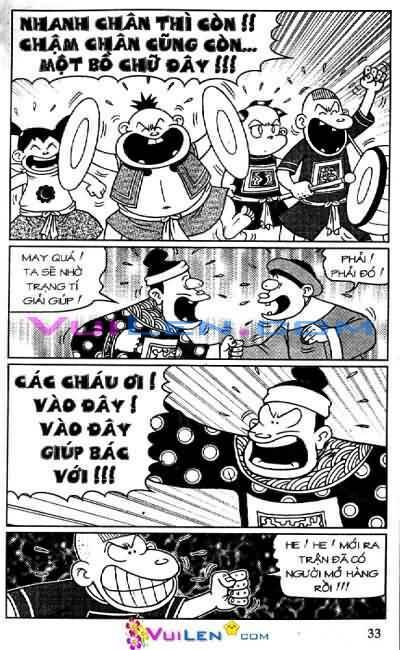 NHANH CHÂN THÌ CÒN !!
CHẬM CHÂN CŨNG CÒN...
MỘT BỒ CHỮ ĐÂY !!!
MAY QUÁ !
TA SẼ NHỜ
TRẠNG TÍ
GIẢI GIÚP !
PHẢI !
PHẢI ĐÓ !
VUILEN.COM
CÁC CHÁU ƠI !
VÀO ĐÂY !
VÀO ĐÂY
GIÚP BÁC
VỚI !!!
HE ! HE ! MỚI RA
TRẬN ĐÃ CÓ
NGƯỜI MỞ HÀNG
RỒI !!!
33
VUILEN.COM